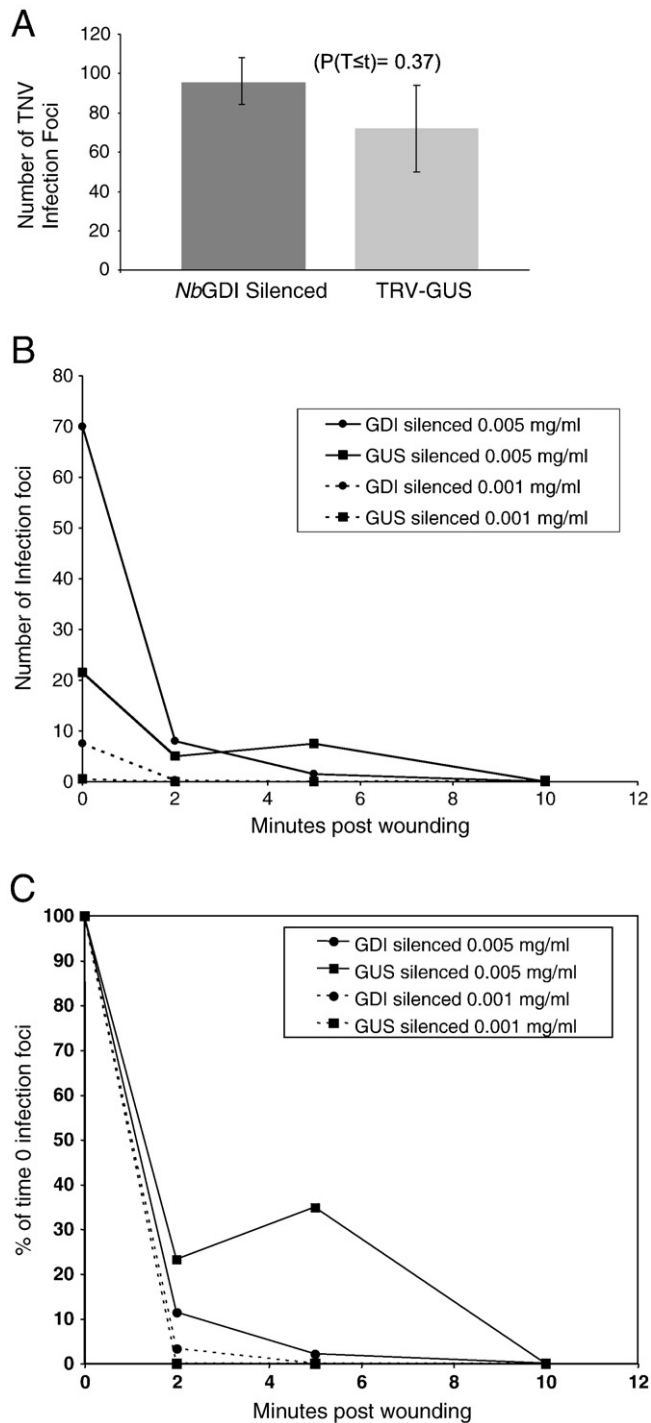 A
120
100
80
60
40
20
0
Number of TNV
Infection Foci
(P(T≤t)= 0.37)
NbGDI Silenced
TRV-GUS
B
80
70
60
50
40
30
20
10
0
Number of Infection foci
GDI silenced 0.005 mg/ml
GUS silenced 0.005 mg/ml
GDI silenced 0.001 mg/ml
GUS silenced 0.001 mg/ml
0 2 4 6 8 10 12
Minutes post wounding
C
100
90
80
70
60
50
40
30
20
10
0
% of time 0 infection foci
GDI silenced 0.005 mg/ml
GUS silenced 0.005 mg/ml
GDI silenced 0.001 mg/ml
GUS silenced 0.001 mg/ml
0 2 4 6 8 10 12
Minutes post wounding